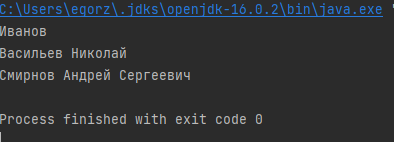 C:\Users\egorz\.jdks\openjdk-16.0.2\bin\java.exe
Иванов
Васильев Николай
Смирнов Андрей Сергеевич
Process finished with exit code 0